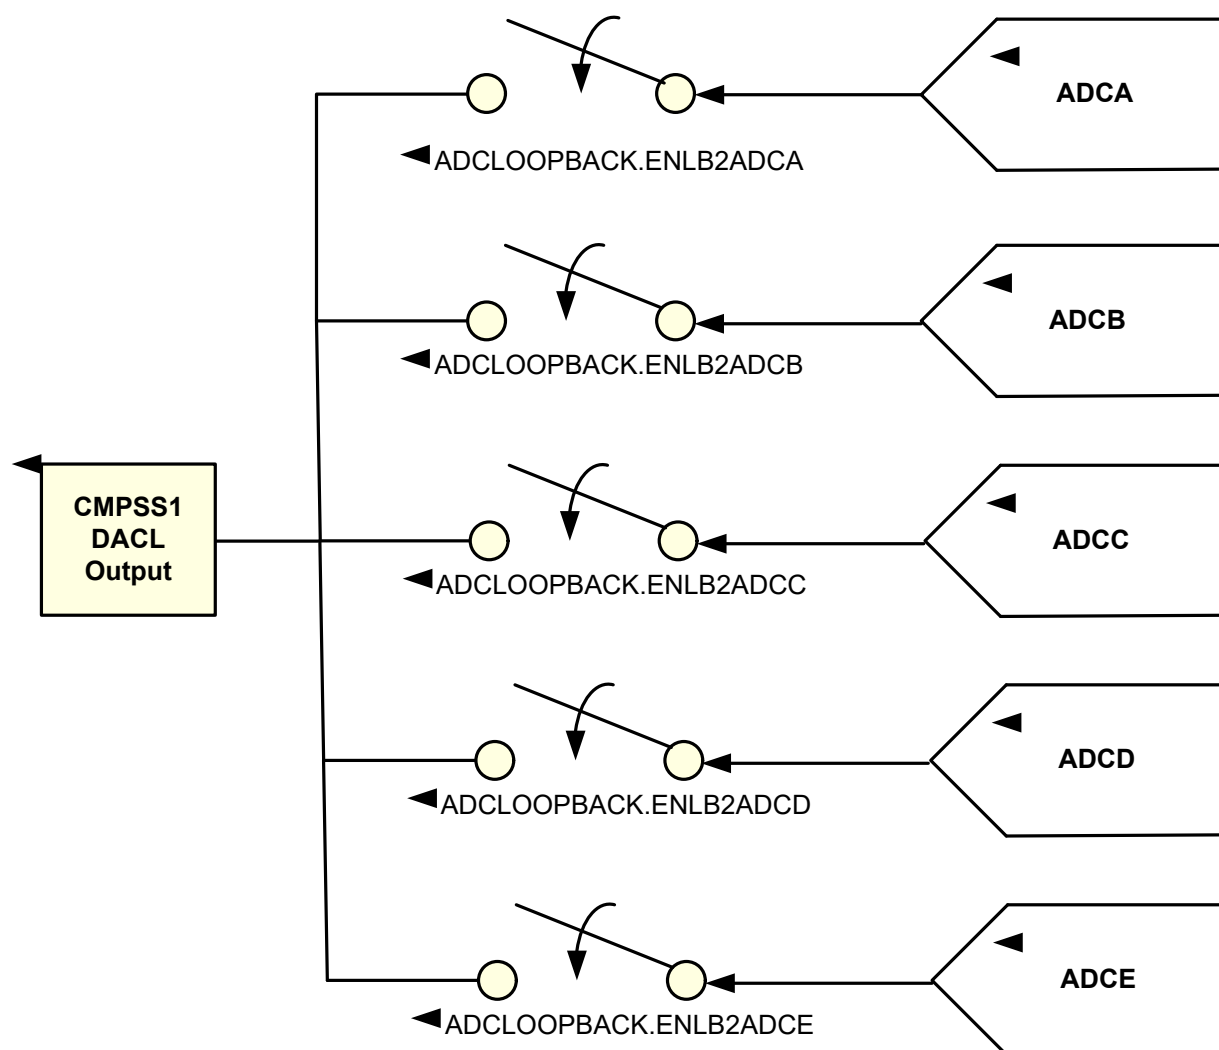 ADCA
ADCLOOPBACK.ENLB2ADCA
ADCB
ADCLOOPBACK.ENLB2ADCB
CMPSS1
DACL
Output
ADCC
ADCLOOPBACK.ENLB2ADCC
ADCD
ADCLOOPBACK.ENLB2ADCD
ADCE
ADCLOOPBACK.ENLB2ADCE